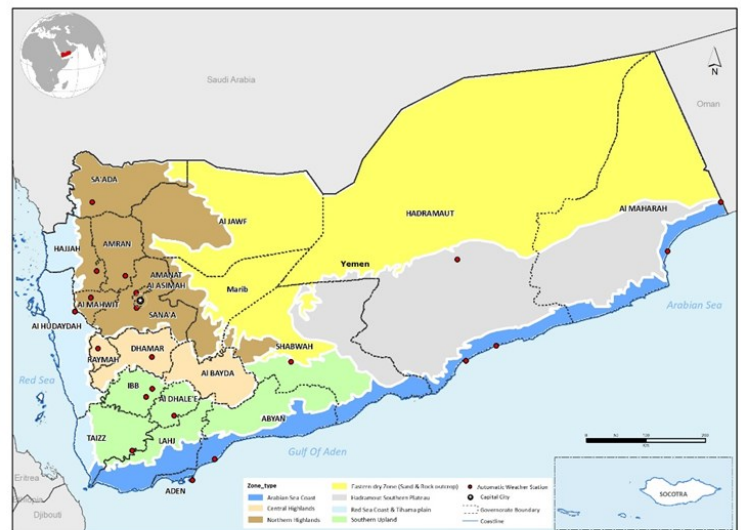 Saudi Arabia
N
Oman
SA'ADA
Al MAHARAH
HADRAMAUT
Al JAWF
HAJJAH
AMRAN
Yemen
AMANAT
Al ASIMAH
Marib
Al MAHWIT
SANA'A
Arabian Sea
Al HUDAYDAH
DHAMAR
SHABWAH
RAYMAH
Al BAYDA
Red Sea
IBB
Al DHALE'E
ABYAN
TAIZZ
LAHJ
Gulf Of Aden
ADEN
Eritrea
Djibouti
Zone_type
Arabian Sea Coast
Central Highlands
Northern Highlands
Eastern dry Zone (Sand & Rock outcrop)
Hadramout Southern Plateau
Red Sea Coast & Tihama plain
Southern Upland
Automatic Weather Station
Capital City
Governorate Boundary
Coastline
SOCOTRA